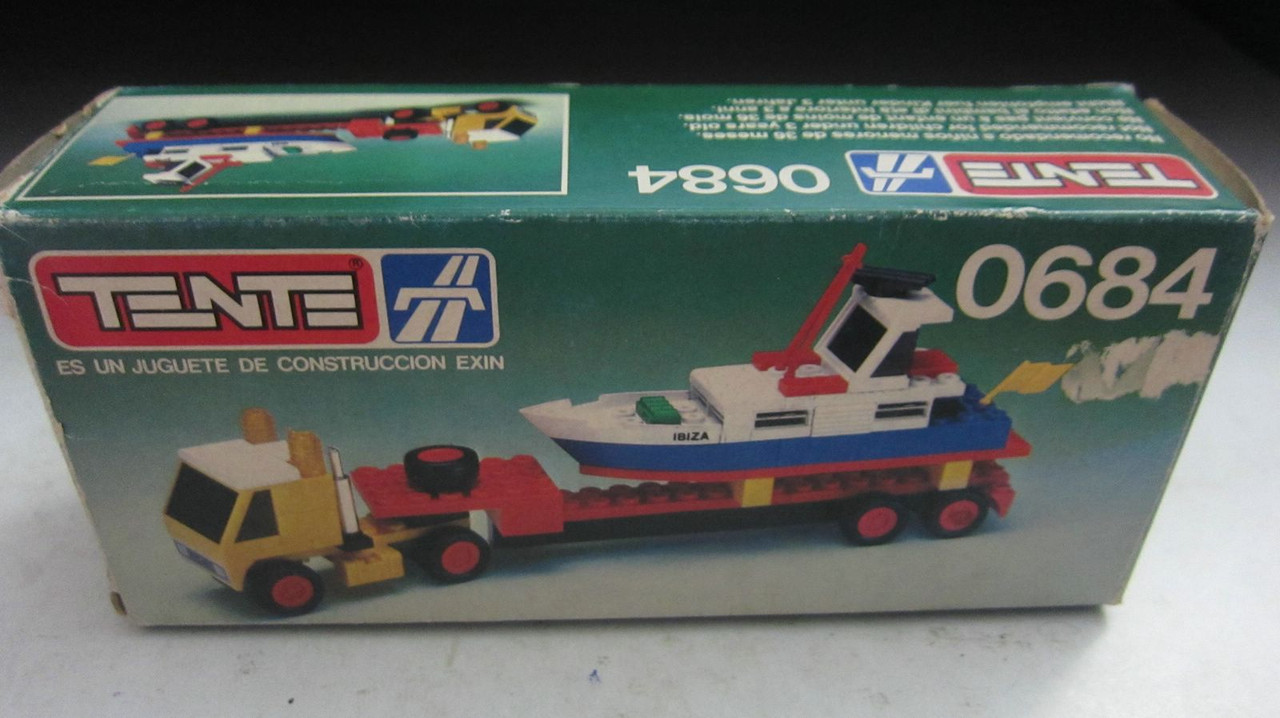 No recomendado niños menores de 36 meses.
Not recommended for children under 3 years old.
0684
TENTE
TENTE®
ES UN JUGUETE DE CONSTRUCCION EXIN
0684
IBIZA